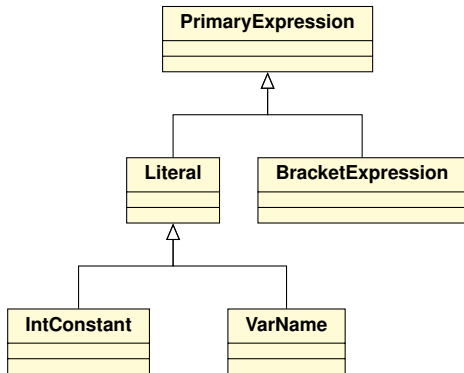 PrimaryExpression
Literal
BracketExpression
IntConstant
VarName